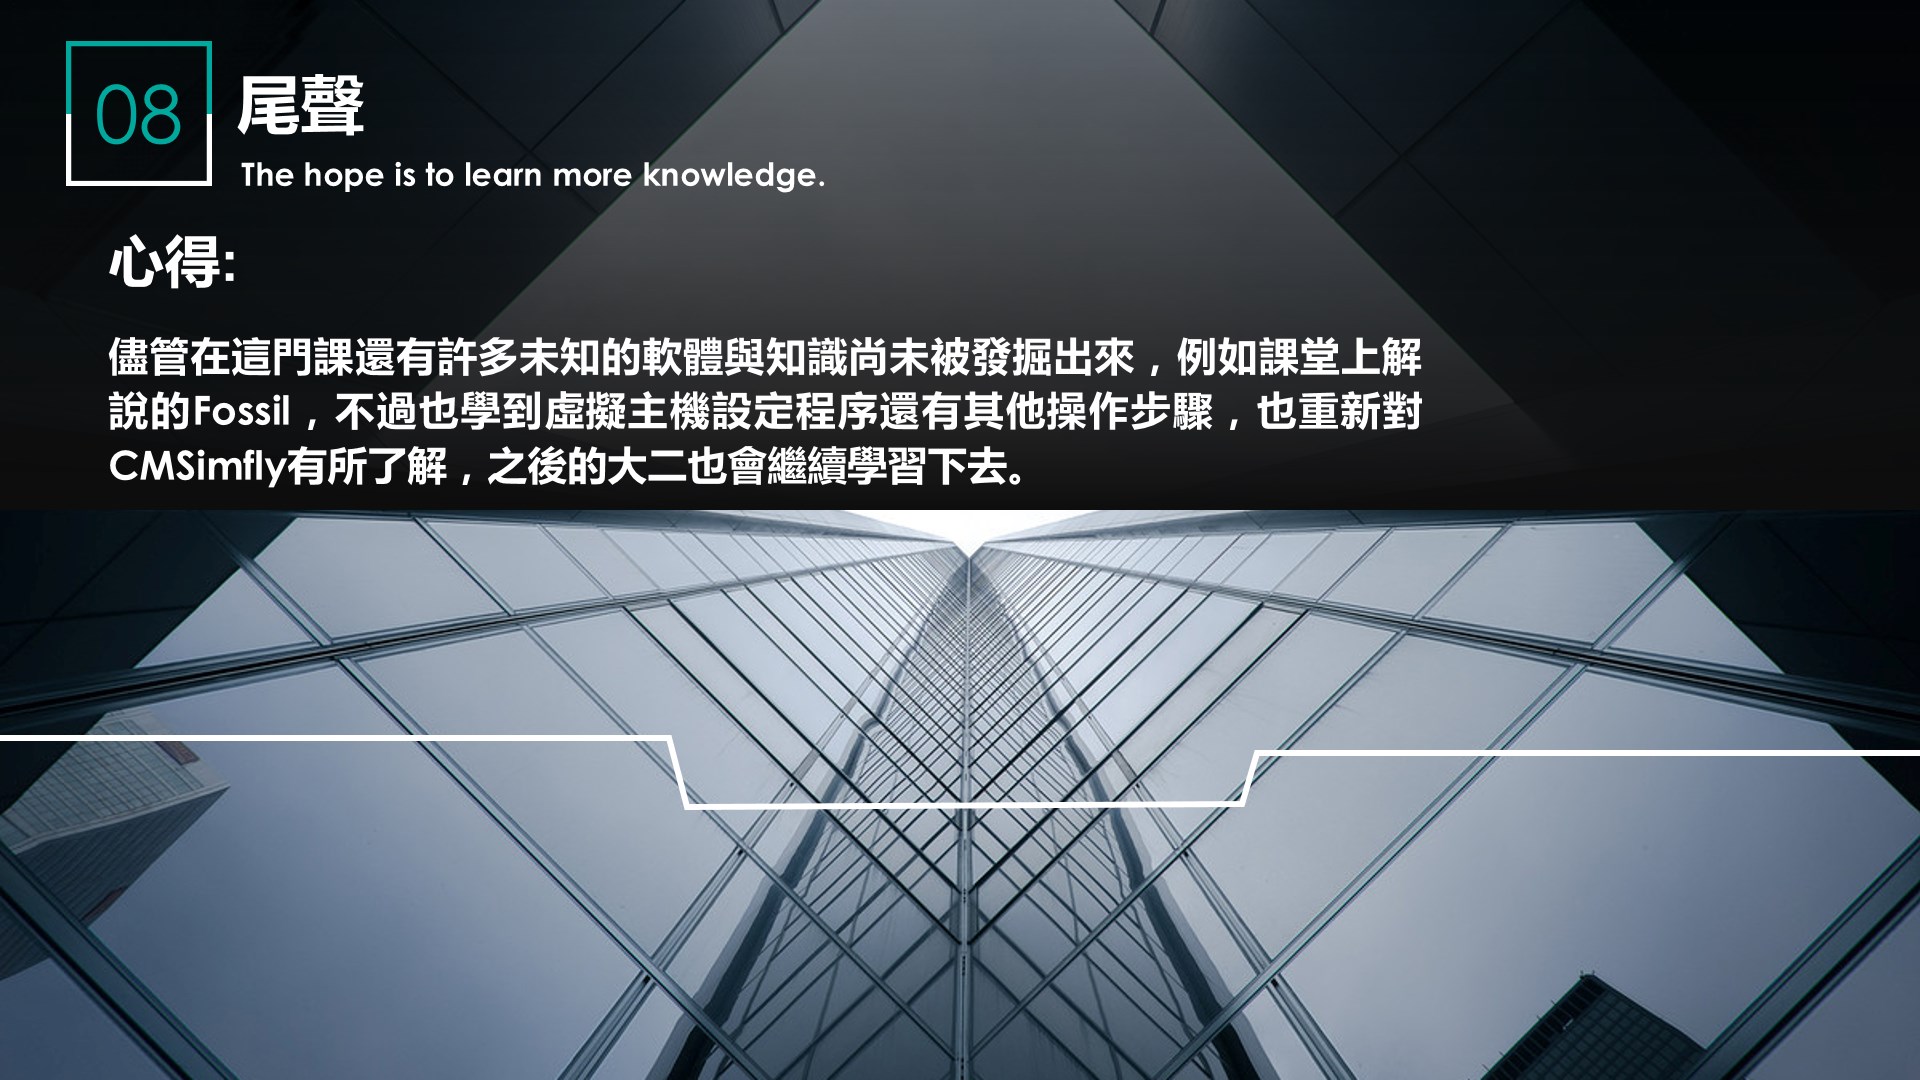 08
尾聲
The hope is to learn more knowledge.
心得:
儘管在這門課還有許多未知的軟體與知識尚未被發掘出來，例如課堂上解
說的Fossil，不過也學到虛擬主機設定程序還有其他操作步驟，也重新對
CMSimfly有所了解，之後的大二也會繼續學習下去。